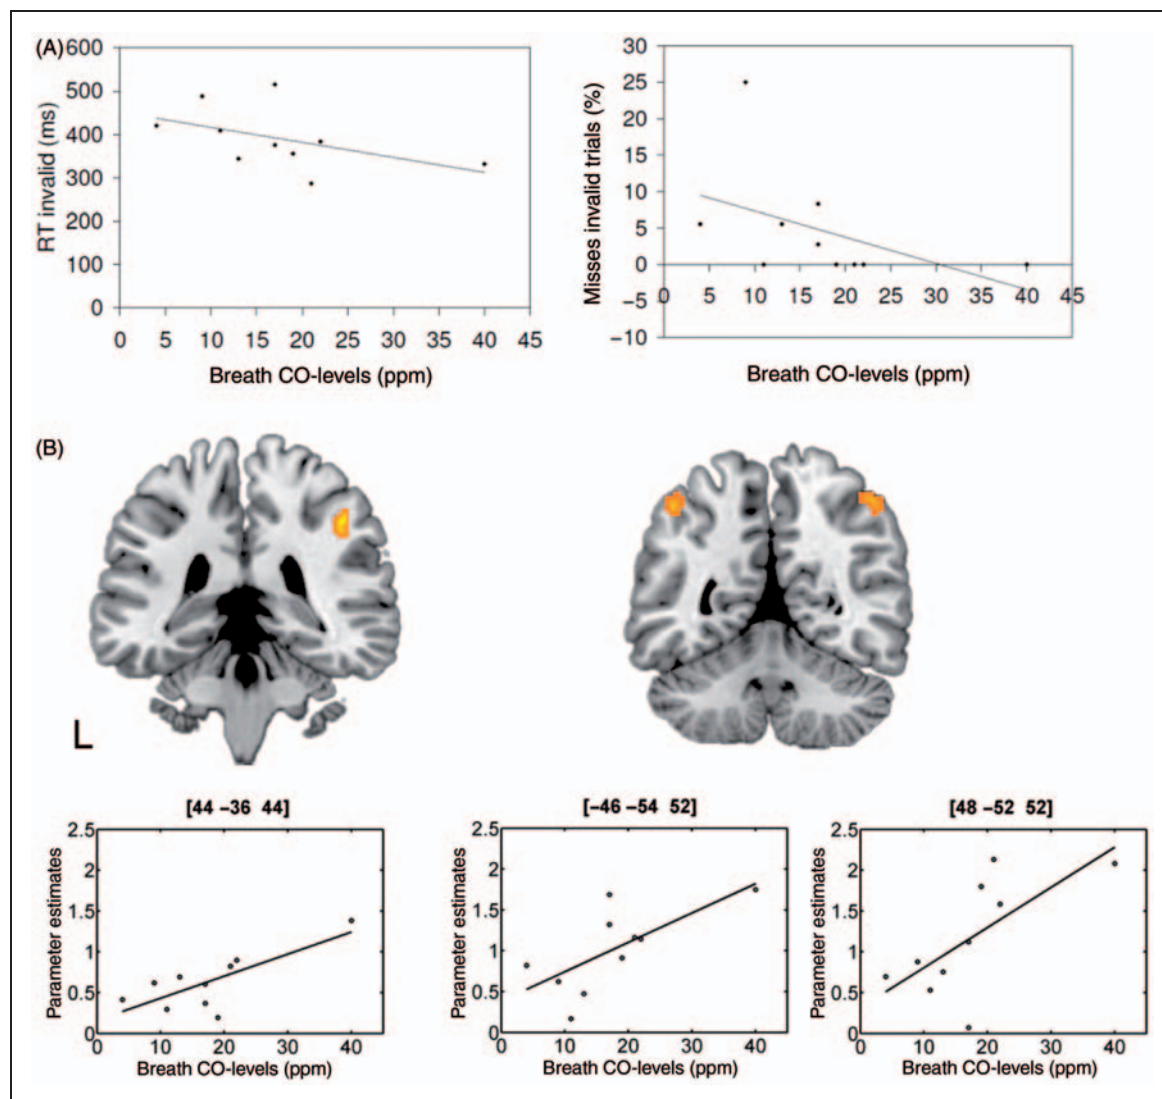 (A)
600
500
400
300
200
100
0
RT invalid (ms)
0 5 10 15 20 25 30 35 40 45
Breath CO-levels (ppm)
30
25
20
15
10
5
0
−5
−10
Misses invalid trials (%)
0 5 10 15 20 25 30 35 40 45
Breath CO-levels (ppm)
(B)
L
[44 −36 44]
2.5
2
1.5
1
0.5
0
Parameter estimates
0 10 20 30 40
Breath CO-levels (ppm)
[−46 −54 52]
2.5
2
1.5
1
0.5
0
Parameter estimates
0 10 20 30 40
Breath CO-levels (ppm)
[48 −52 52]
2.5
2
1.5
1
0.5
0
Parameter estimates
0 10 20 30 40
Breath CO-levels (ppm)